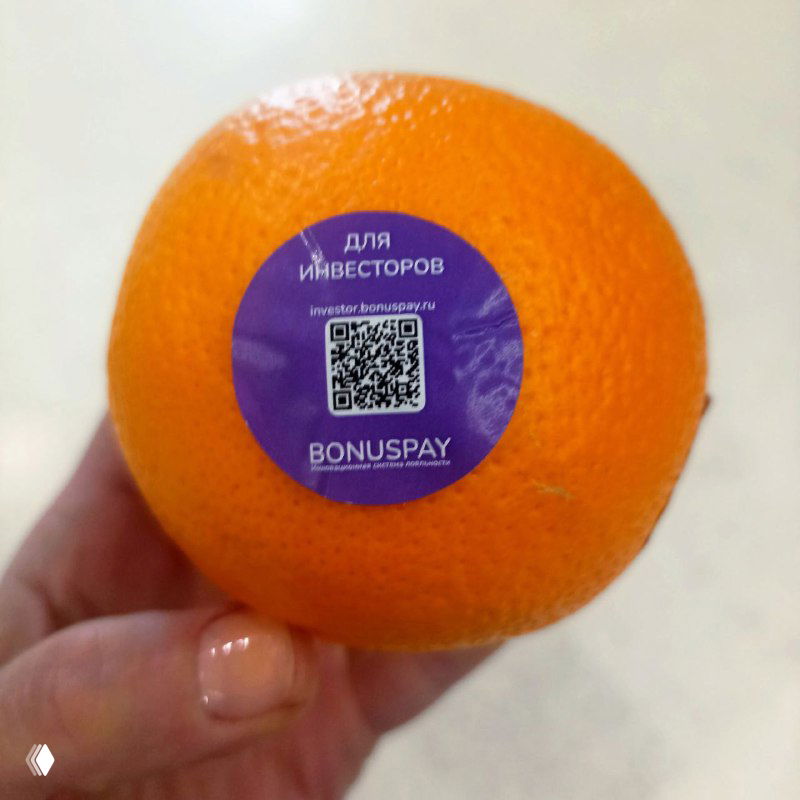 ДЛЯ
ИНВЕСТОРОВ
investor.bonuspay.ru
BONUSPAY
Инновационная система лояльности